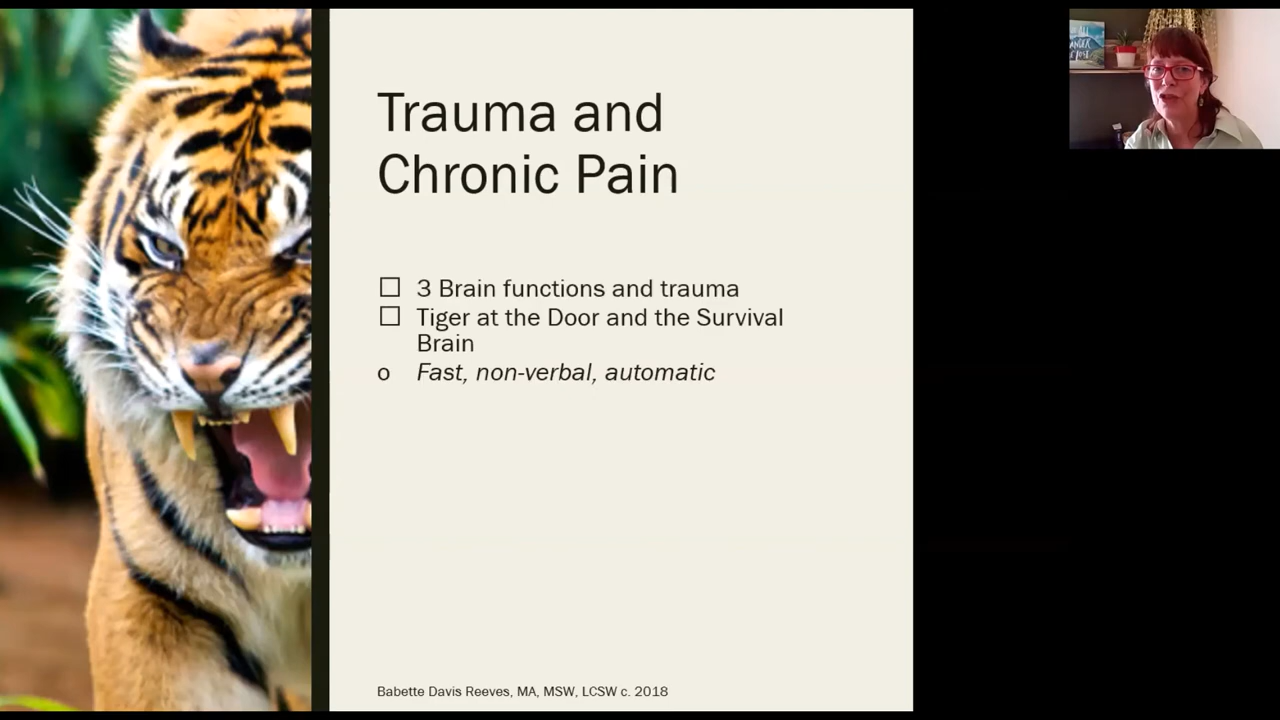 Trauma and
Chronic Pain
☐ 3 Brain functions and trauma
☐ Tiger at the Door and the Survival
Brain
o Fast, non-verbal, automatic
Babette Davis Reeves, MA, MSW, LCSW c. 2018